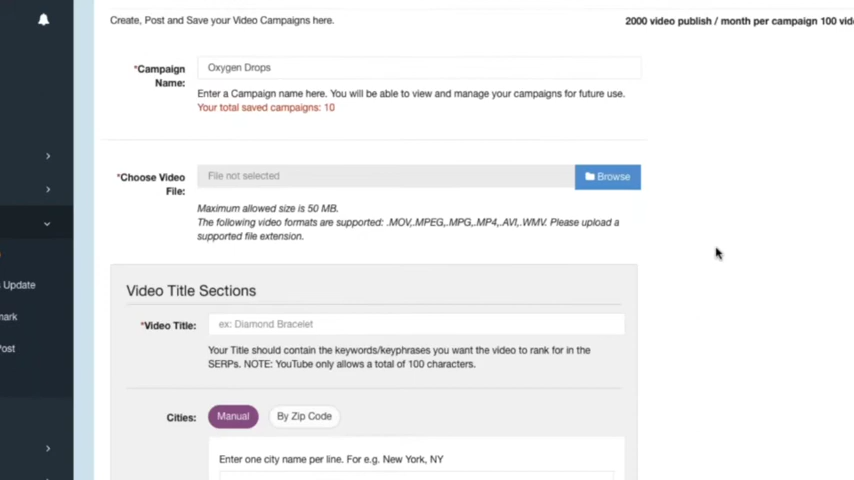 Create, Post and Save your Video Campaigns here.
2000 video publish / month per campaign 100
*Campaign Name:
Oxygen Drops
Enter a Campaign name here. You will be able to view and manage your campaigns for future use.
Your total saved campaigns: 10
*Choose Video File:
File not selected
Browse
Maximum allowed size is 50 MB.
The following video formats are supported: .MOV,.MPEG,.MPG,.MP4,.AVI,.WMV. Please upload a
supported file extension.
Update
Video Title Sections
*Video Title:
ex: Diamond Bracelet
Your Title should contain the keywords/keyphrases you want the video to rank for in the
SERPs. NOTE: YouTube only allows a total of 100 characters.
Cities:
Manual
By Zip Code
Enter one city name per line. For e.g. New York, NY